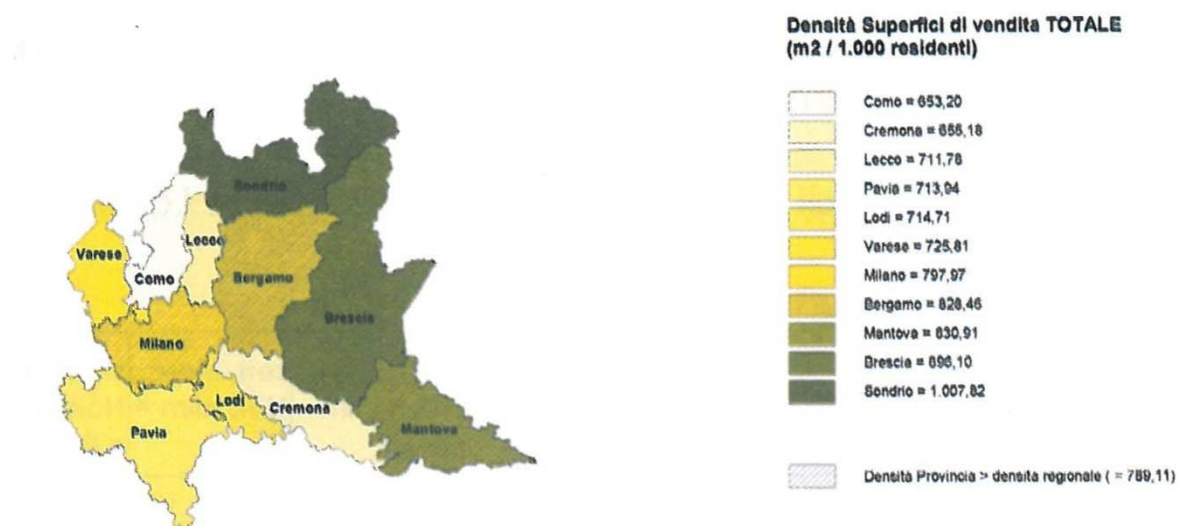 Densità Superfici di vendita TOTALE
(m2 / 1.000 residenti)
Como = 653,20
Cremona = 655,18
Lecco = 711,78
Pavia = 713,94
Lodi = 714,71
Varese = 725,81
Milano = 797,97
Bergamo = 828,46
Mantova = 830,91
Brescia = 896,10
Sondrio = 1.007,82
Densità Provincia > densità regionale ( = 789,11)
Sondrio
Varese
Lecco
Como
Bergamo
Brescia
Milano
Lodi
Cremona
Pavia
Mantova